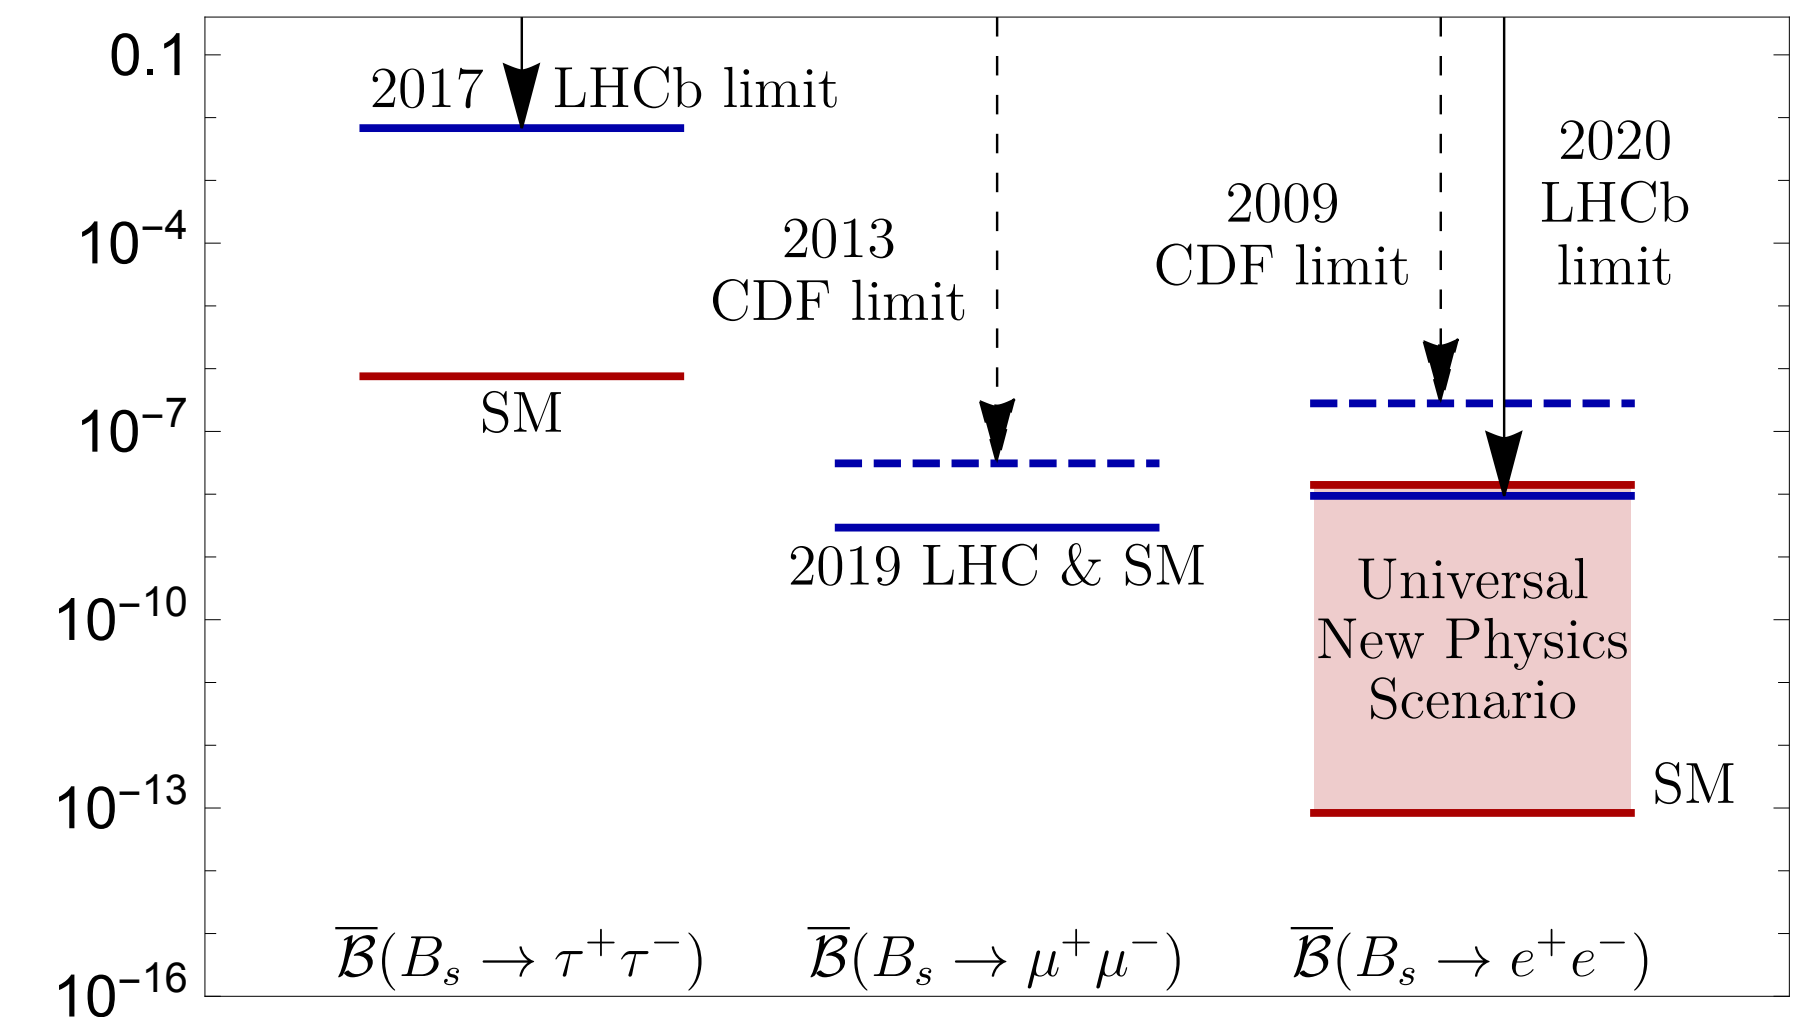 0.1
10⁻⁴
10⁻⁷
10⁻¹⁰
10⁻¹³
10⁻¹⁶
2017 LHCb limit
SM
2013
CDF limit
2019 LHC & SM
2009
CDF limit
2020
LHCb
limit
Universal
New Physics
Scenario
SM
ℬ̅(Bₛ → τ⁺τ⁻)
ℬ̅(Bₛ → μ⁺μ⁻)
ℬ̅(Bₛ → e⁺e⁻)